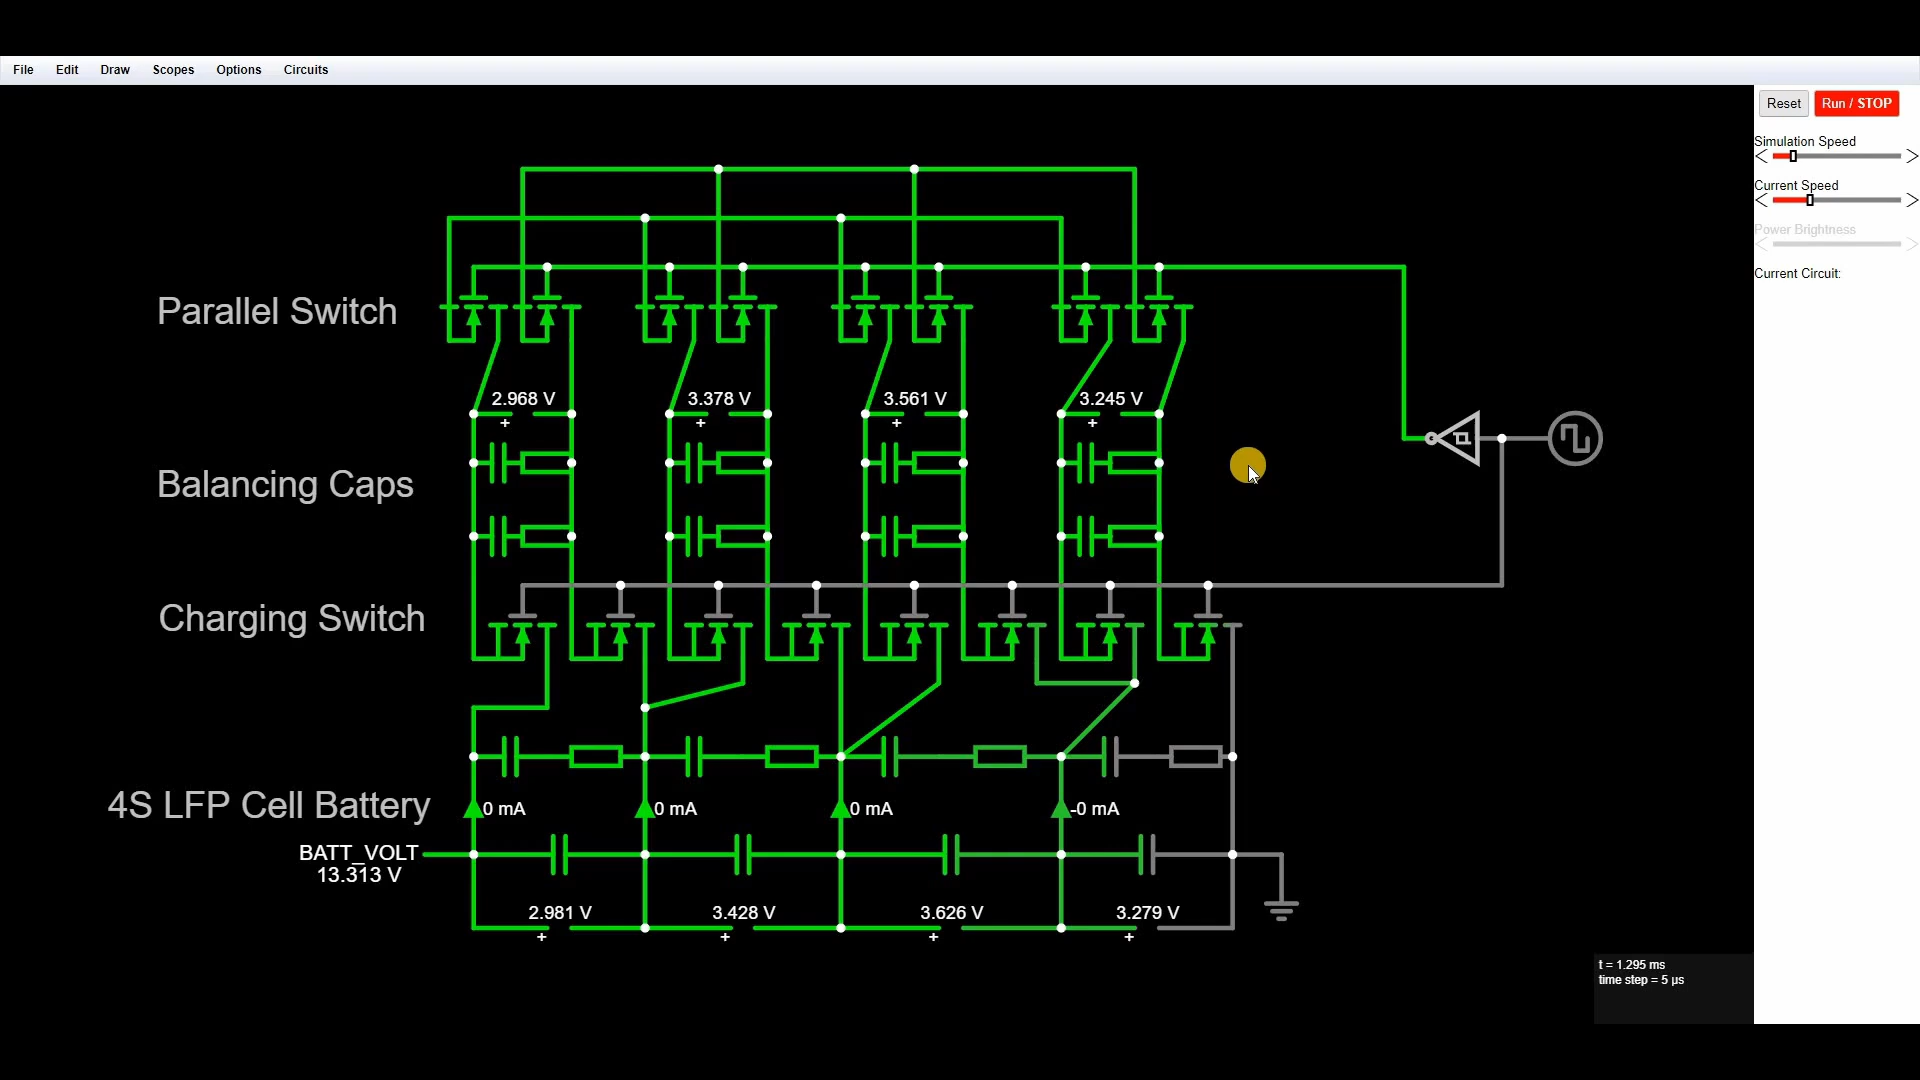 File Edit Draw Scopes Options Circuits
Reset Run / STOP
Simulation Speed
Current Speed
Power Brightness
Current Circuit:
Parallel Switch
2.968 V 3.378 V 3.561 V 3.245 V
+ + + +
Balancing Caps
Charging Switch
4S LFP Cell Battery
0 mA 0 mA 0 mA -0 mA
BATT_VOLT
13.313 V
2.981 V 3.428 V 3.626 V 3.279 V
+ + + +
t = 1.295 ms
time step = 5 µs